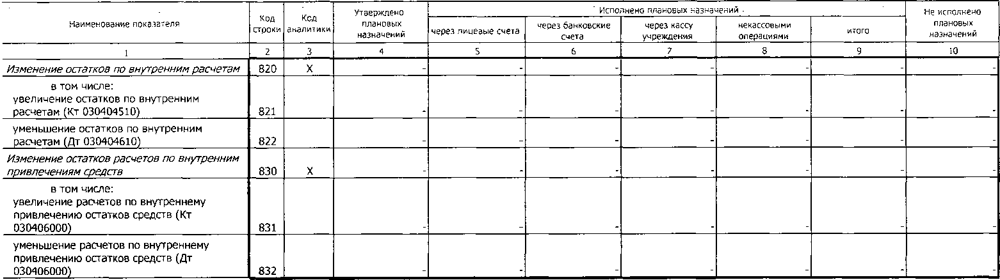 Наименование показателя
Код строки
Код аналитики
Утверждено плановых назначений
Исполнено плановых назначений
Не исполнено плановых назначений
через лицевые счета
через банковские счета
через кассу учреждения
некассовыми операциями
итого
1 2 3 4 5 6 7 8 9 10
Изменение остатков по внутренним расчетам 820 X - - - - - - -
в том числе:
увеличение остатков по внутренним
расчетам (Кт 030404510) 821 - - - - - - -
уменьшение остатков по внутренним
расчетам (Дт 030404610) 822 - - - - - - -
Изменение остатков расчетов по внутренним
привлечениям средств 830 X - - - - - - -
в том числе:
увеличение расчетов по внутреннему
привлечению остатков средств (Кт
030406000) 831 - - - - - - -
уменьшение расчетов по внутреннему
привлечению остатков средств (Дт
030406000) 832 - - - - - - -